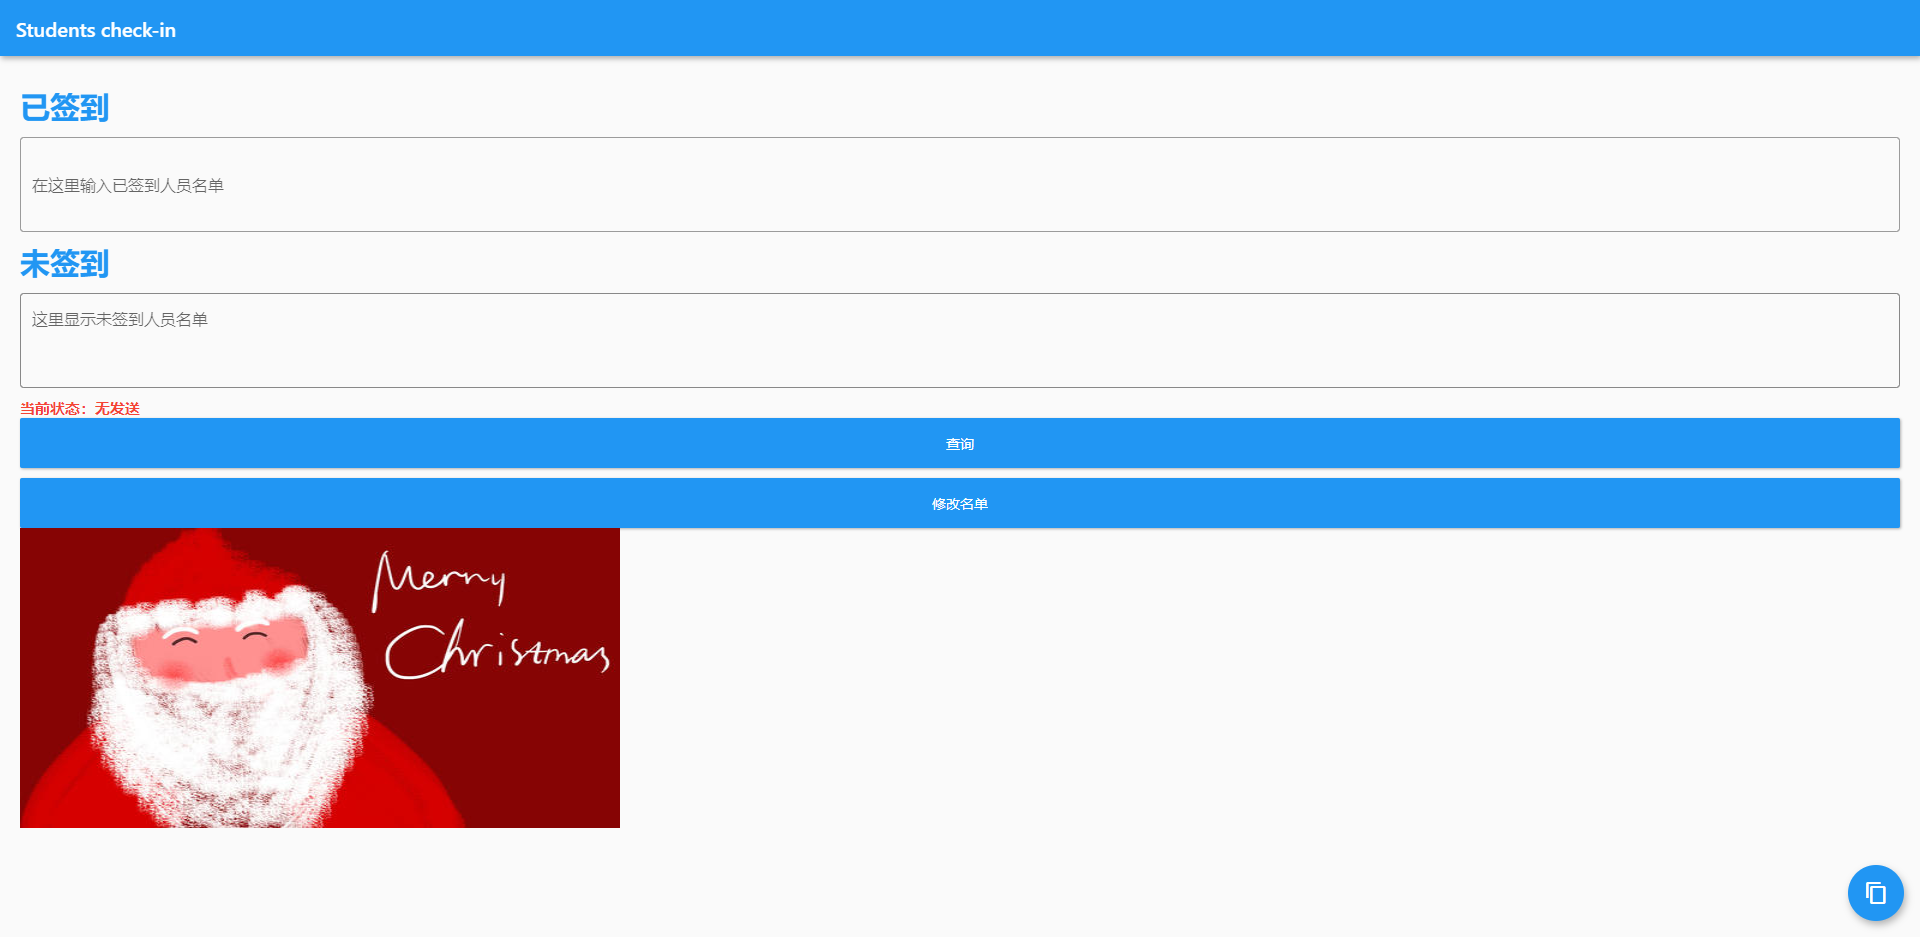 Students check-in
已签到
在这里输入已签到人员名单
未签到
这里显示未签到人员名单
当前状态：无发送
查询
修改名单
Merry
Christmas